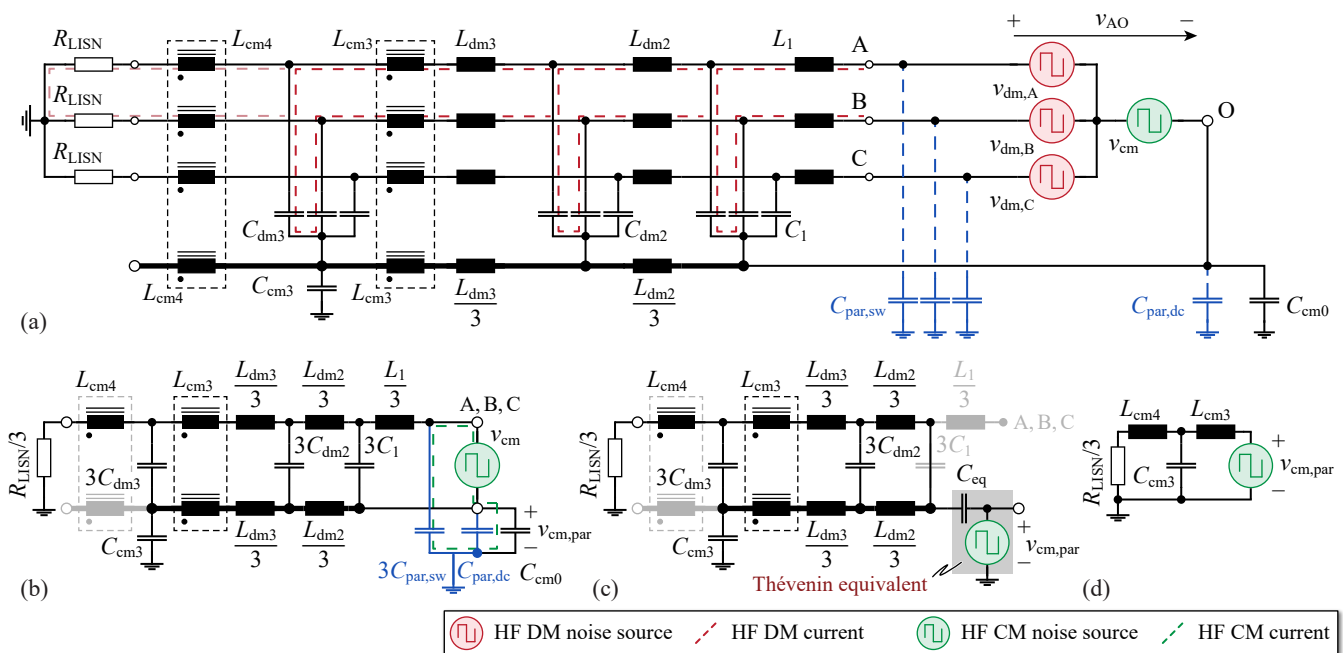 + v_AO −
R_LISN L_cm4 L_cm3 L_dm3 L_dm2 L_1 A
R_LISN B v_dm,A O
R_LISN C v_dm,B v_cm
v_dm,C
C_dm3 C_dm2 C_1
L_cm4 C_cm3 L_cm3 L_dm3/3 L_dm2/3 C_par,sw C_par,dc C_cm0
(a)
L_cm4 L_cm3 L_dm3/3 L_dm2/3 L_1/3 A, B, C
v_cm
R_LISN/3 3C_dm3 3C_dm2 3C_1
C_cm3 L_dm3/3 L_dm2/3 + v_cm,par −
3C_par,sw C_par,dc C_cm0
(b)
L_cm4 L_cm3 L_dm3/3 L_dm2/3 L_1/3 A, B, C
R_LISN/3 3C_dm3 3C_dm2 3C_1
C_eq
C_cm3 L_dm3/3 L_dm2/3 + v_cm,par −
Thévenin equivalent
(c)
L_cm4 L_cm3
R_LISN/3 C_cm3 + v_cm,par −
(d)
HF DM noise source HF DM current HF CM noise source HF CM current